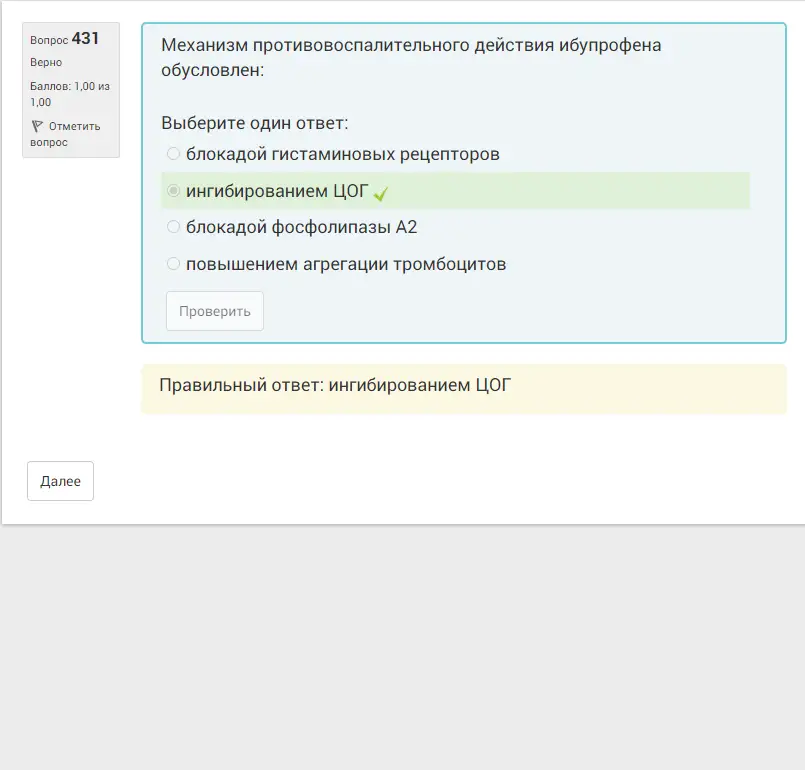 Вопрос 431
Верно
Баллов: 1,00 из
1,00
Отметить
вопрос
Механизм противовоспалительного действия ибупрофена
обусловлен:
Выберите один ответ:
блокадой гистаминовых рецепторов
ингибированием ЦОГ
блокадой фосфолипазы А2
повышением агрегации тромбоцитов
Проверить
Правильный ответ: ингибированием ЦОГ
Далее